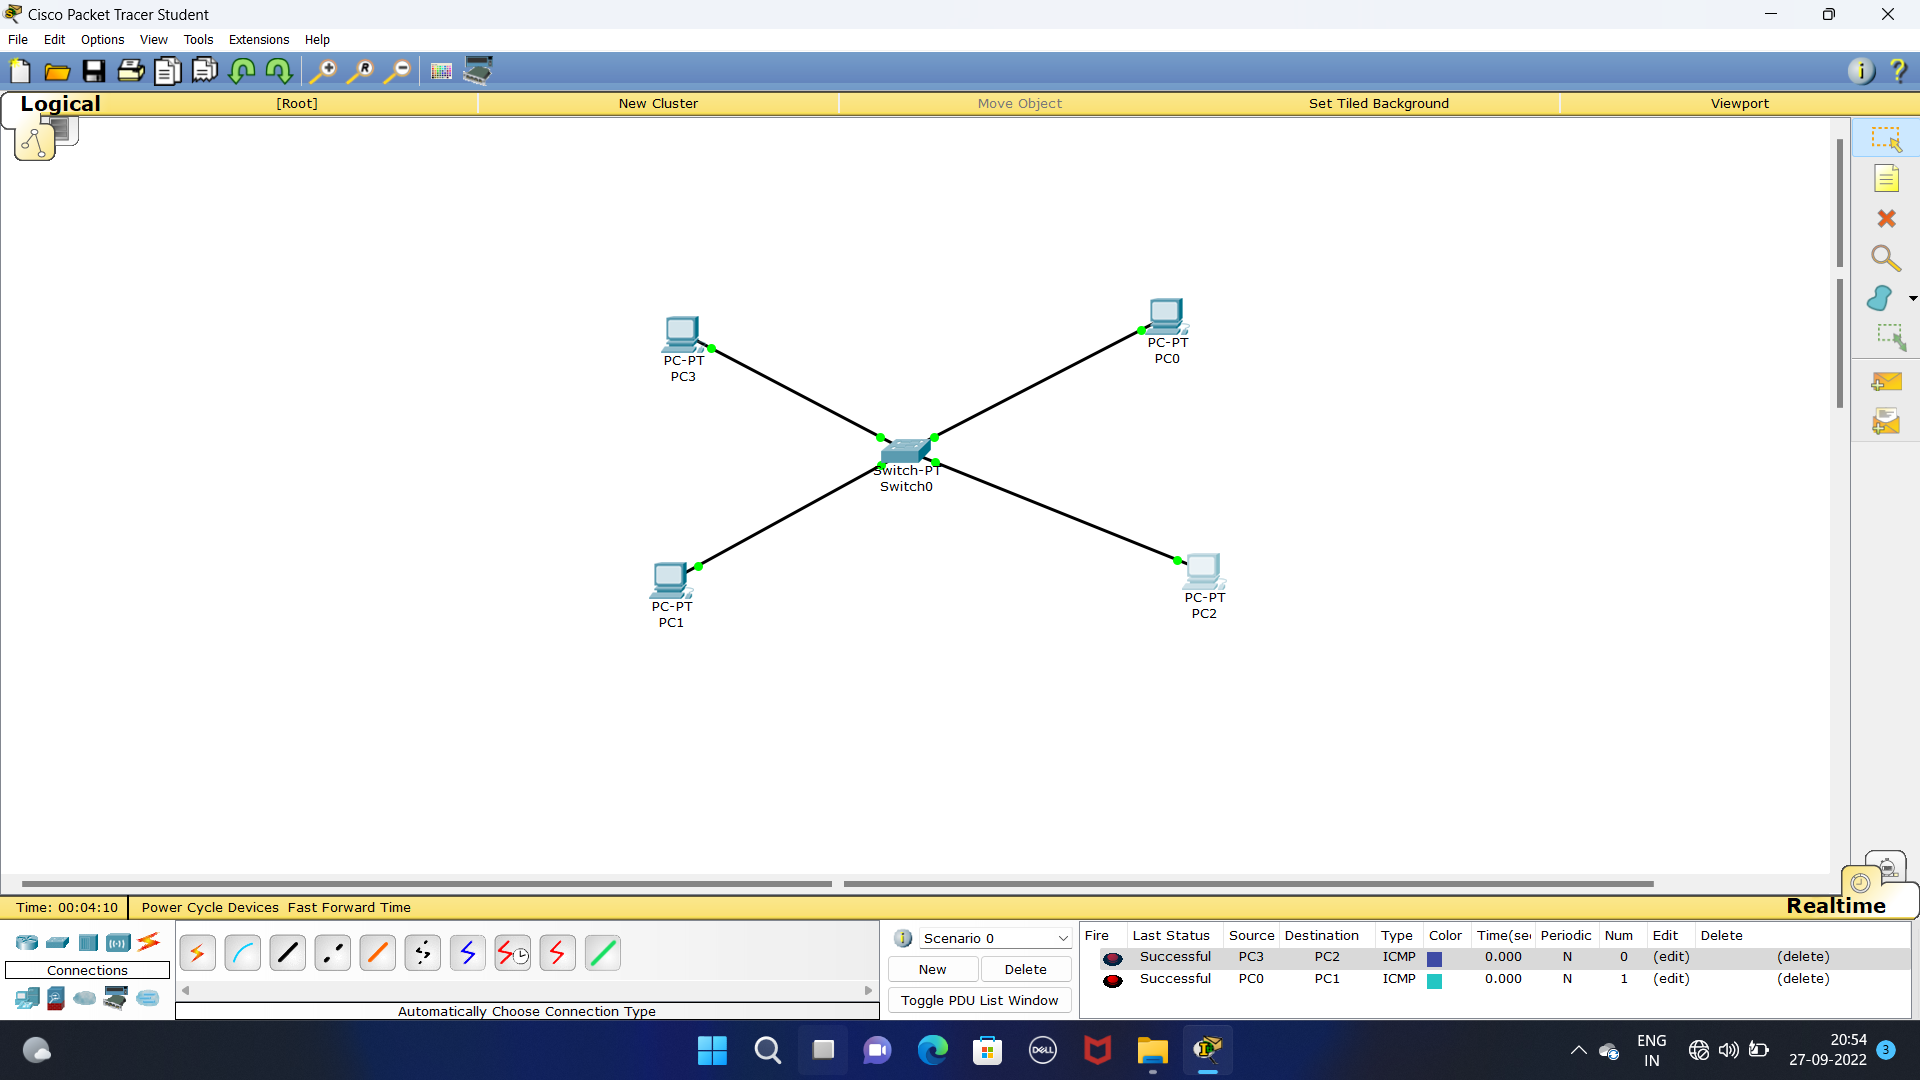 Cisco Packet Tracer Student
File Edit Options View Tools Extensions Help
Logical [Root] New Cluster Move Object Set Tiled Background Viewport
PC-PT
PC3
PC-PT
PC0
Switch-PT
Switch0
PC-PT
PC1
PC-PT
PC2
Time: 00:04:10 Power Cycle Devices Fast Forward Time Realtime
Connections
Automatically Choose Connection Type
Scenario 0
New Delete
Toggle PDU List Window
Fire Last Status Source Destination Type Color Time(sec Periodic Num Edit Delete
Successful PC3 PC2 ICMP 0.000 N 0 (edit) (delete)
Successful PC0 PC1 ICMP 0.000 N 1 (edit) (delete)
DELL
ENG
IN
20:54
27-09-2022
3